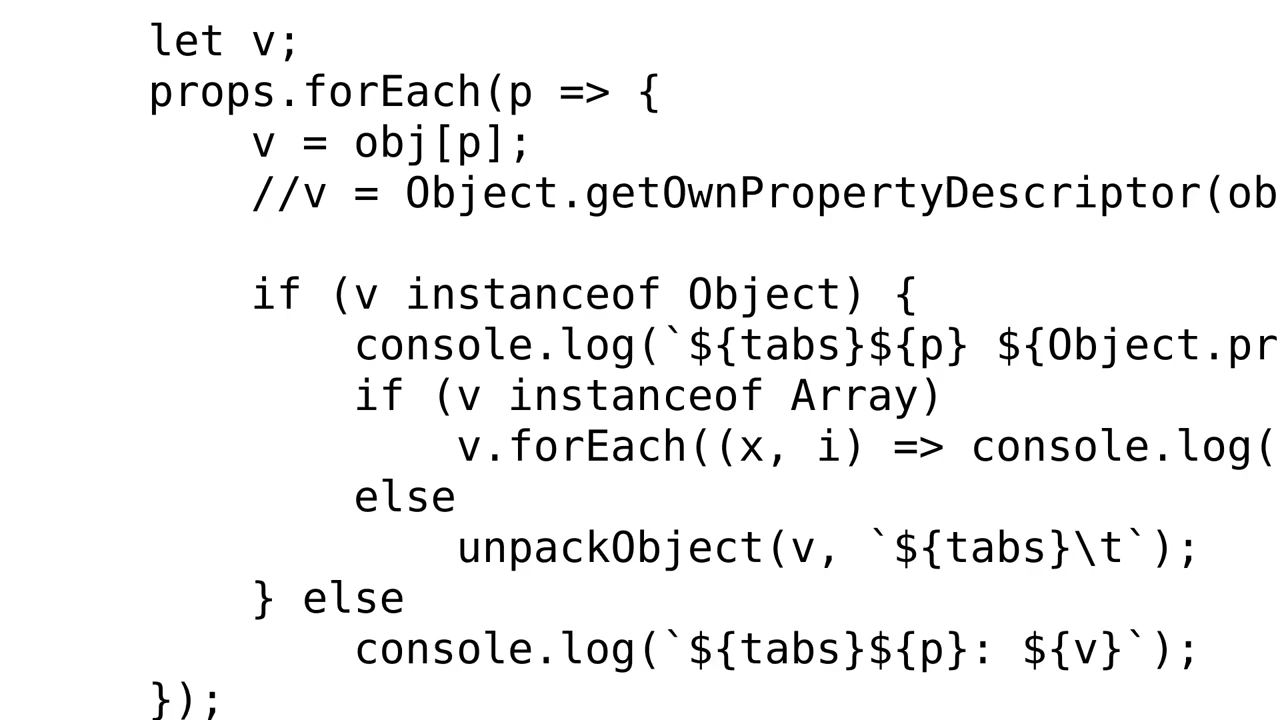 let v;
props.forEach(p => {
    v = obj[p];
    //v = Object.getOwnPropertyDescriptor(ob

    if (v instanceof Object) {
        console.log(`${tabs}${p} ${Object.pr
        if (v instanceof Array)
            v.forEach((x, i) => console.log(
        else
            unpackObject(v, `${tabs}\t`);
    } else
        console.log(`${tabs}${p}: ${v}`);
});